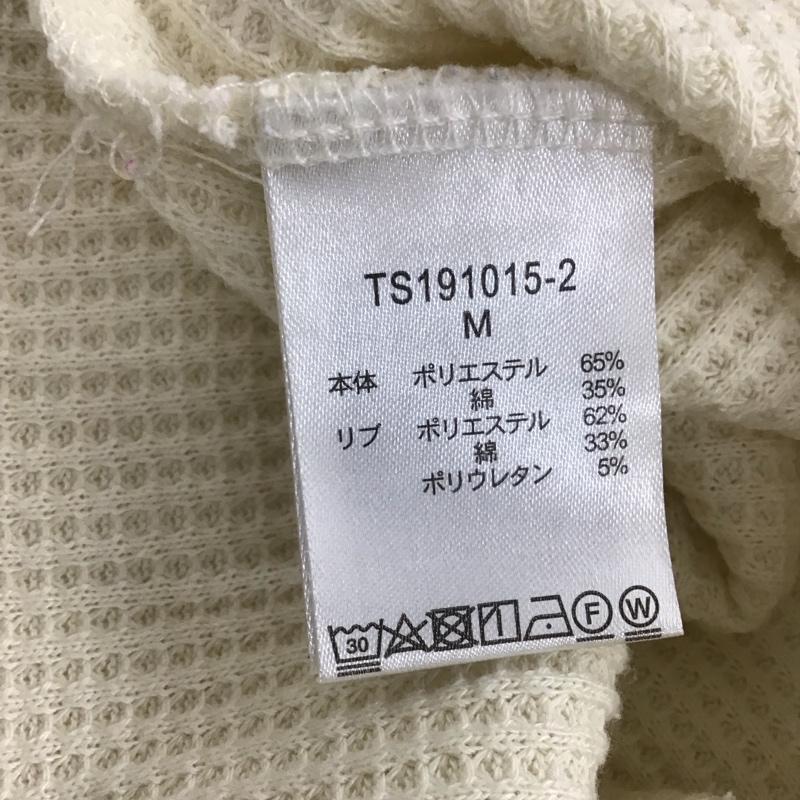 TS191015-2
M
本体 ポリエステル 65%
綿 35%
リブ ポリエステル 62%
綿 33%
ポリウレタン 5%
30 F W